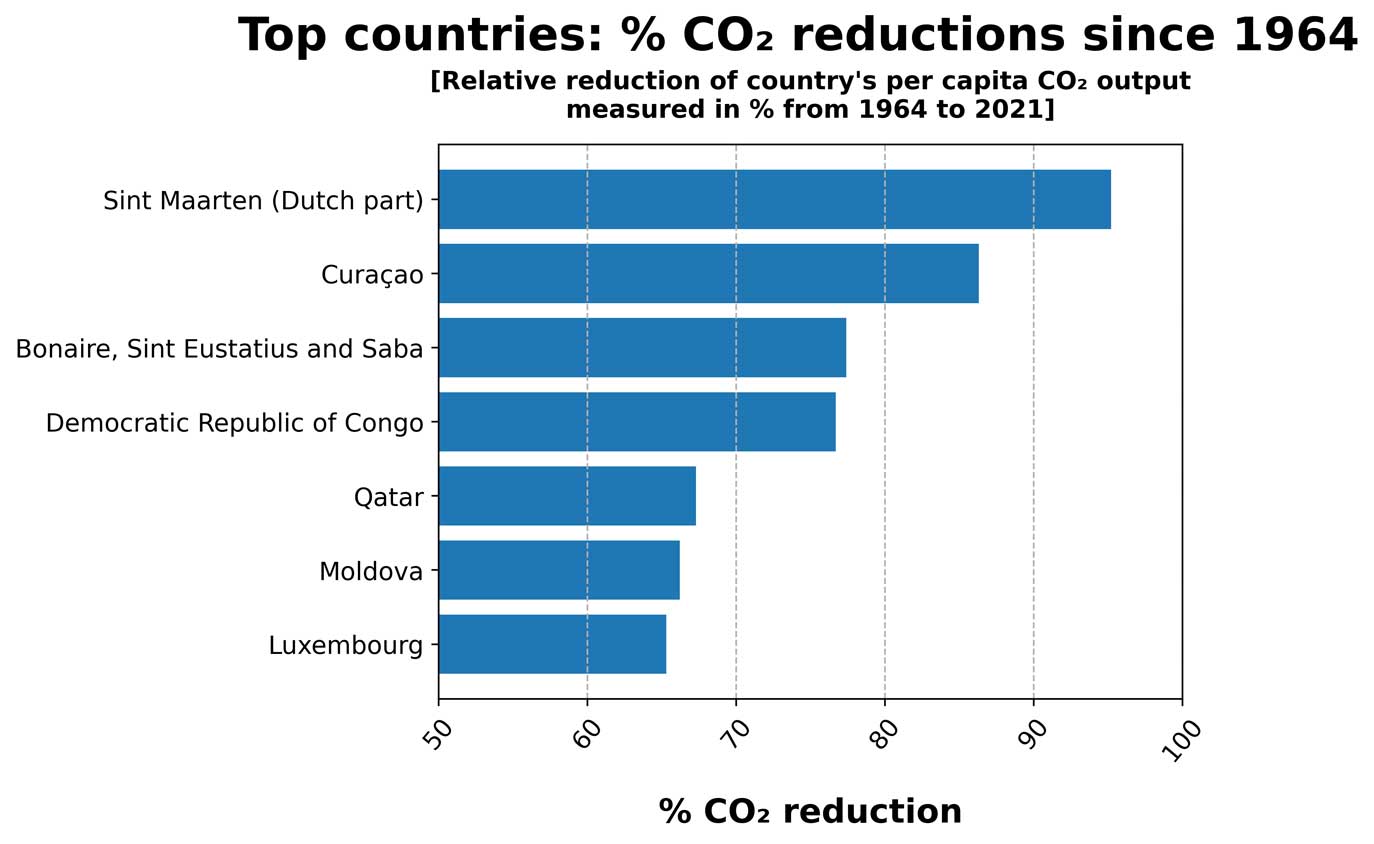 Top countries: % CO₂ reductions since 1964
[Relative reduction of country's per capita CO₂ output
measured in % from 1964 to 2021]
Sint Maarten (Dutch part)
Curaçao
Bonaire, Sint Eustatius and Saba
Democratic Republic of Congo
Qatar
Moldova
Luxembourg
50 60 70 80 90 100
% CO₂ reduction